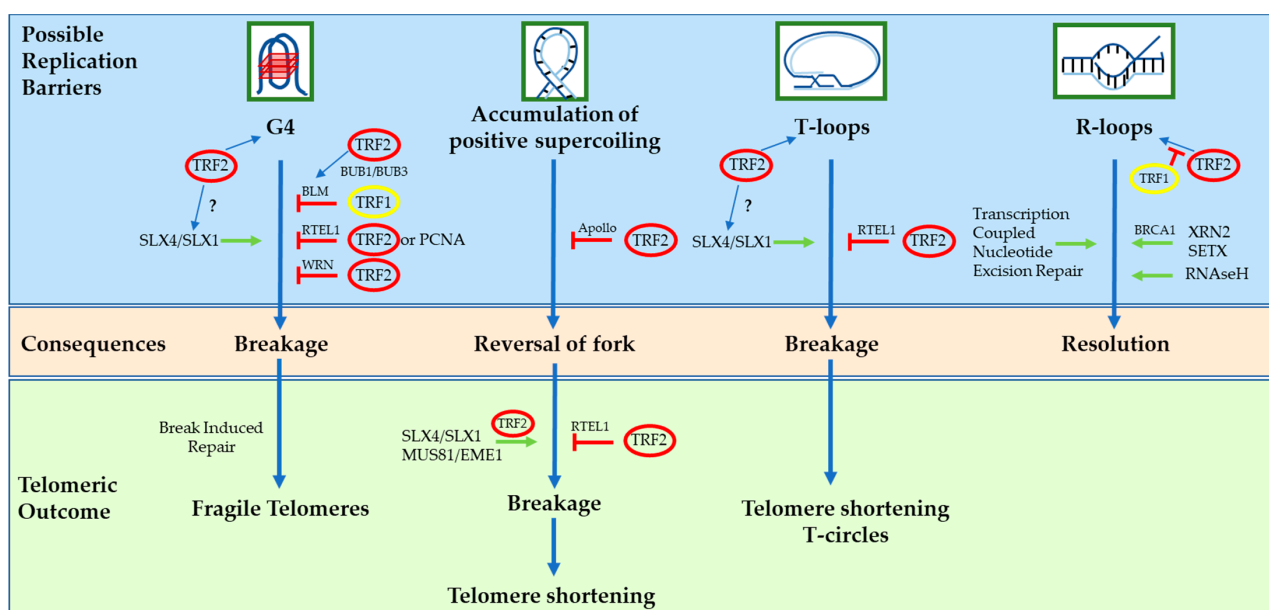 Possible
Replication
Barriers
G4
TRF2
TRF2
BUB1/BUB3
BLM
TRF1
?
SLX4/SLX1
RTEL1
TRF2 or PCNA
WRN
TRF2
Accumulation of
positive supercoiling
Apollo
TRF2
T-loops
TRF2
?
SLX4/SLX1
RTEL1
TRF2
R-loops
TRF1
TRF2
Transcription
Coupled
Nucleotide
Excision Repair
BRCA1
XRN2
SETX
RNAseH
Consequences
Breakage
Reversal of fork
Breakage
Resolution
Telomeric
Outcome
Break Induced
Repair
Fragile Telomeres
TRF2
SLX4/SLX1
MUS81/EME1
RTEL1
TRF2
Breakage
Telomere shortening
Telomere shortening
T-circles